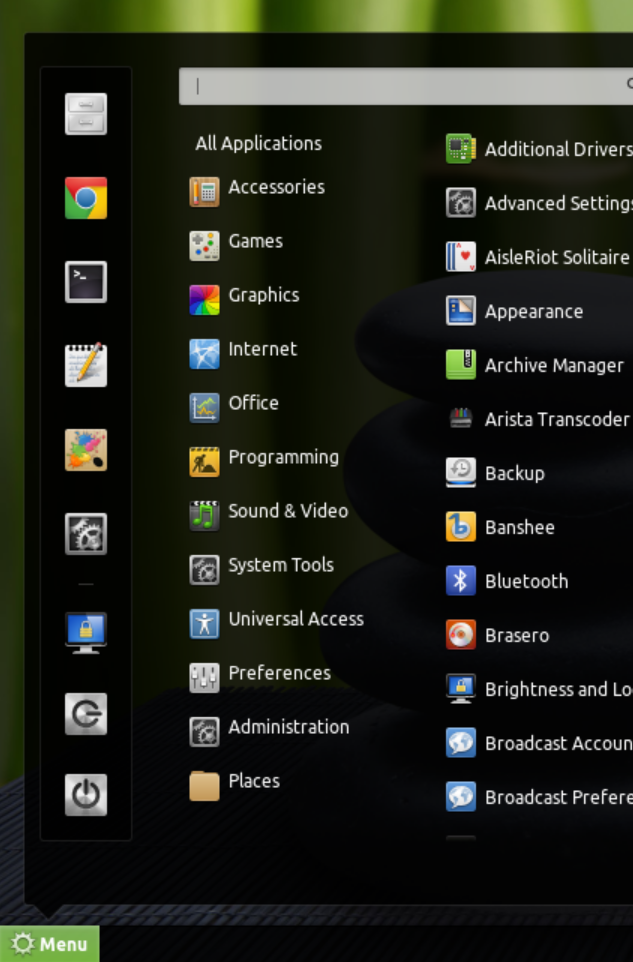 All Applications
Accessories
Games
Graphics
Internet
Office
Programming
Sound & Video
System Tools
Universal Access
Preferences
Administration
Places
Additional Drivers
Advanced Settings
AisleRiot Solitaire
Appearance
Archive Manager
Arista Transcoder
Backup
Banshee
Bluetooth
Brasero
Brightness and Lo
Broadcast Accoun
Broadcast Prefere
Menu